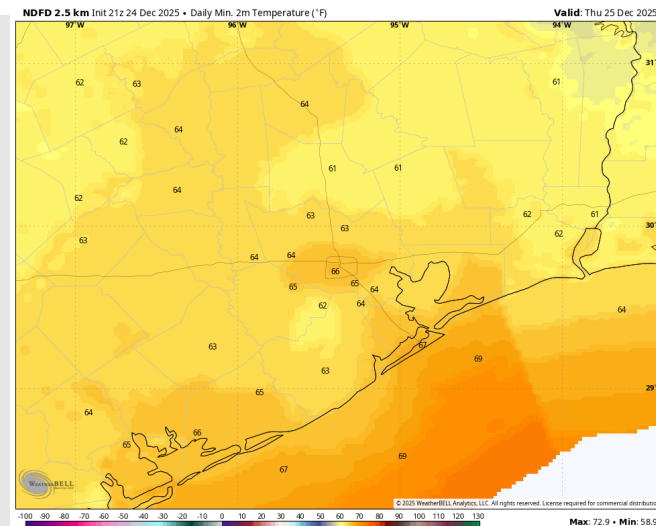 NDFD 2.5 km Init 21z 24 Dec 2025 • Daily Min. 2m Temperature (°F)
Valid: Thu 25 Dec 2025
97°W 96°W 95°W 94°W
31°
62 63 61
64
64
62
61 61
62 64
63 62 61
30°
63 63 62
64 64
66
65 65 64
62 64 64
63 67
69
63
29°
65
64
66
65
69
67
WeatherBELL
© 2025 WeatherBELL Analytics, LLC. All rights reserved. License required for commercial distribution
-100 -90 -80 -70 -60 -50 -40 -30 -20 -10 0 10 20 30 40 50 60 70 80 90 100 110 120 130
Max: 72.9 • Min: 58.